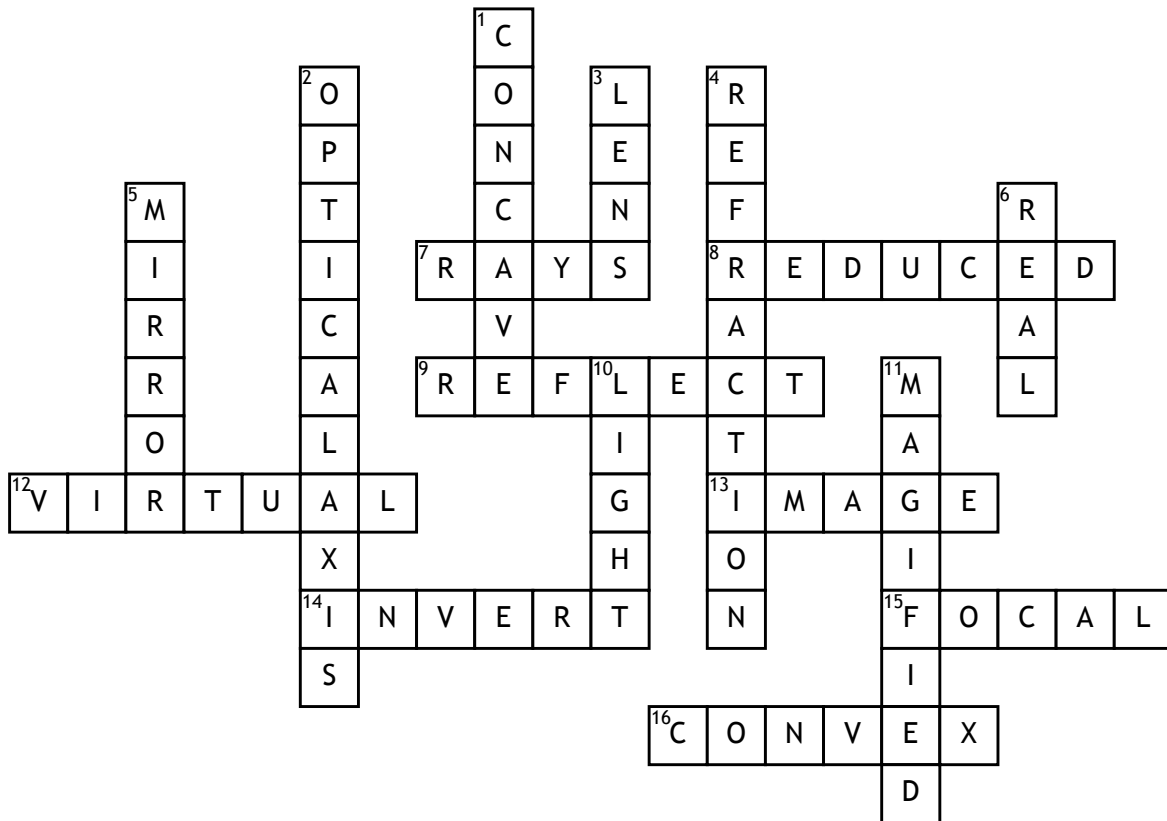 1 C
2 O O 3 L 4 R
P N E E
5 M T C N F 6 R
I I 7 R A Y S 8 R E D U C E D
R C V A A
R A 9 R E F 10 L E C T 11 M L
O L I T A
12 V I R T U A L G 13 I M A G E
X H O I
14 I N V E R T N 15 F O C A L
S I
16 C O N V E X
D